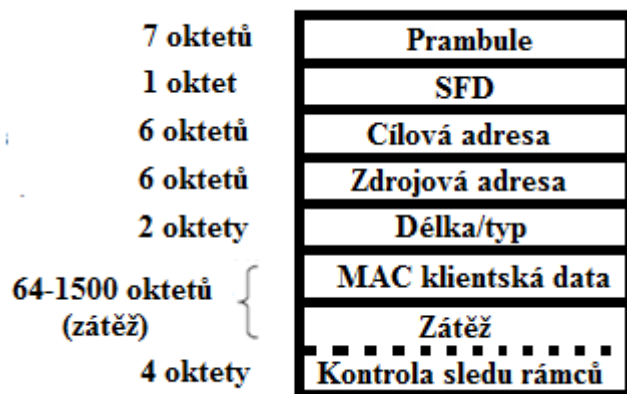 7 oktetů Prambule
1 oktet SFD
6 oktetů Cílová adresa
6 oktetů Zdrojová adresa
2 oktety Délka/typ
64-1500 oktetů MAC klientská data
(zátěž) Zátěž
4 oktety Kontrola sledu rámců